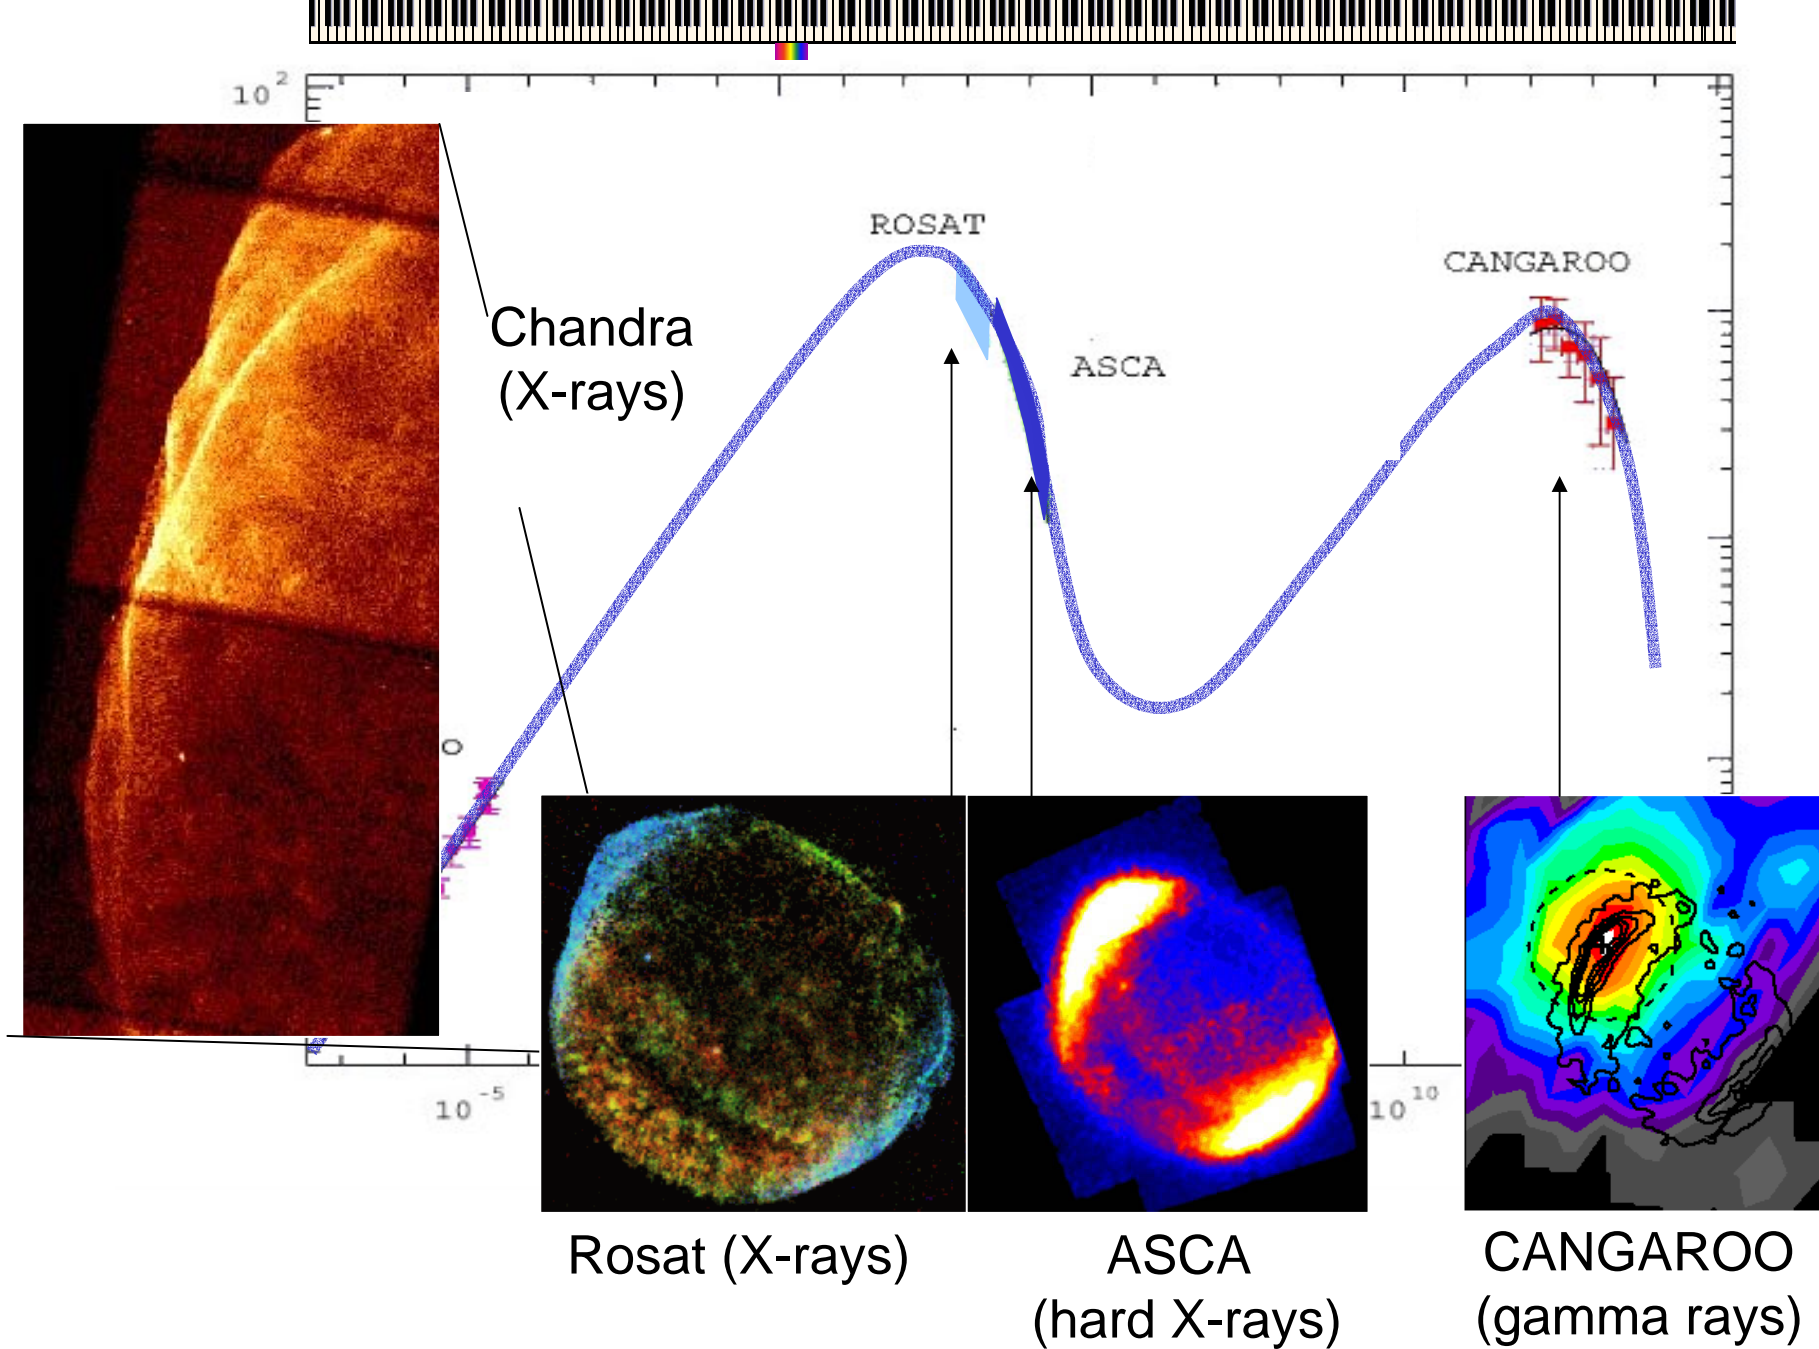 10²
ROSAT
CANGAROO
Chandra
(X-rays)
ASCA
O
10⁻⁵
10¹⁰
Rosat (X-rays)
ASCA
(hard X-rays)
CANGAROO
(gamma rays)